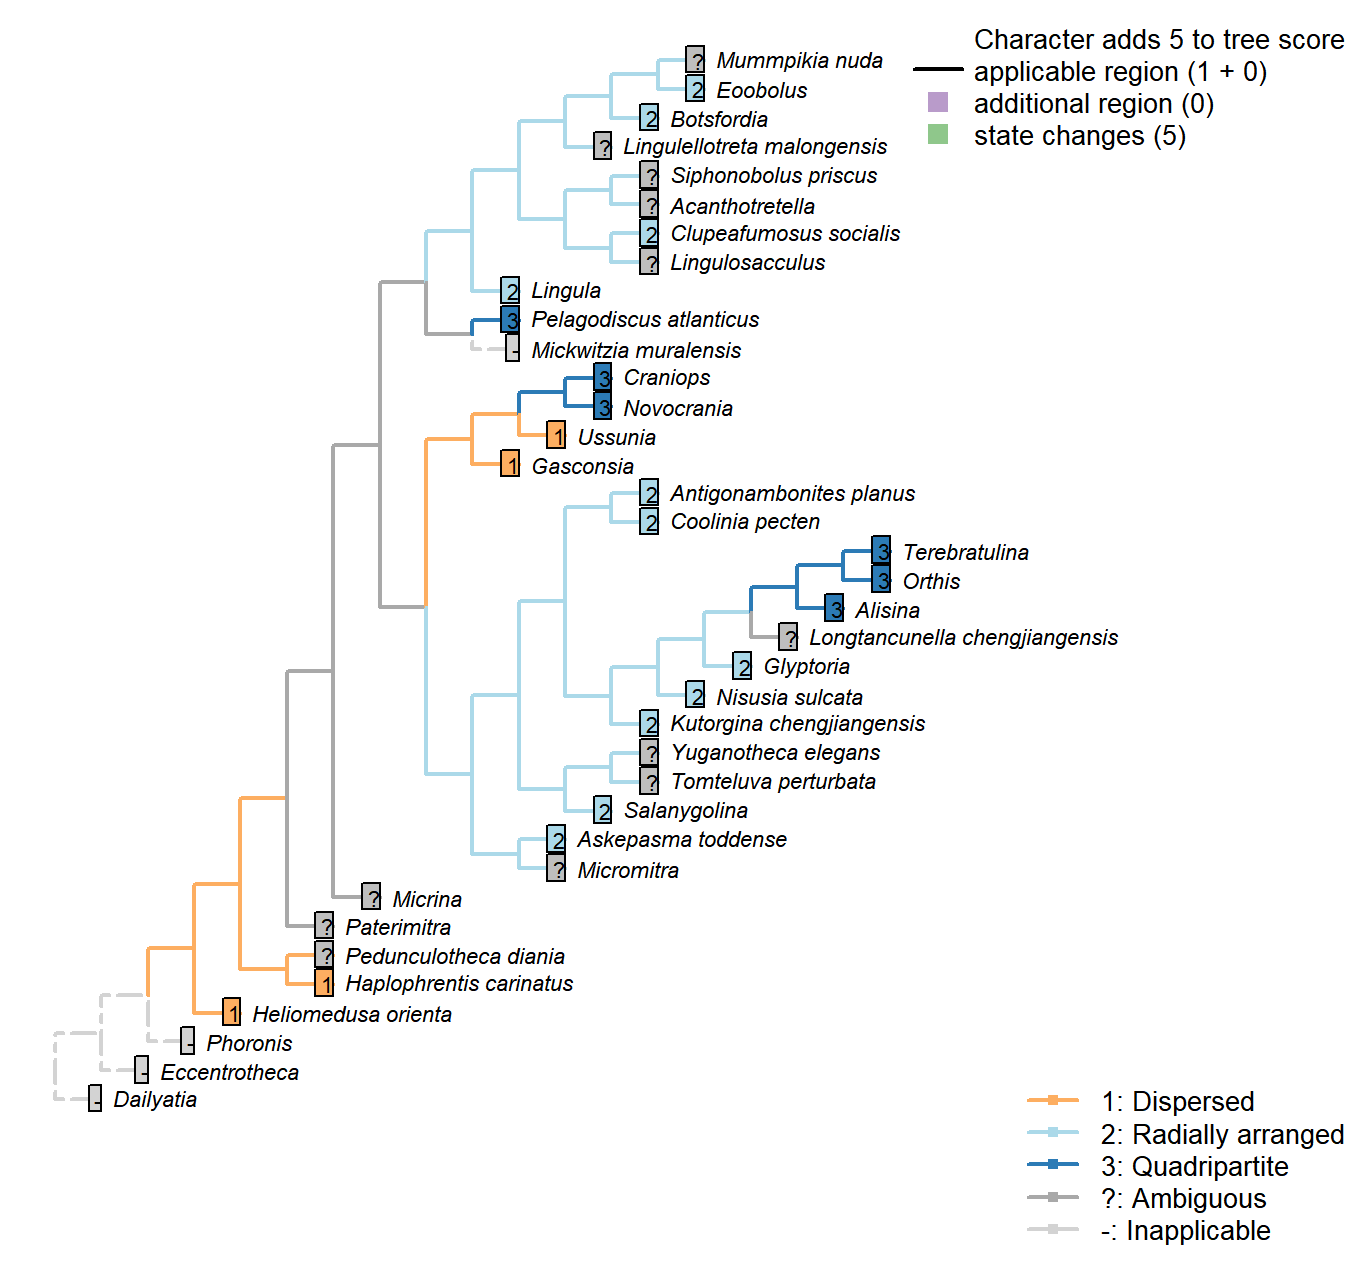 Character adds 5 to tree score
applicable region (1 + 0)
additional region (0)
state changes (5)
? Mummpikia nuda
2 Eoobolus
2 Botsfordia
? Lingulellotreta malongensis
? Siphonobolus priscus
? Acanthotretella
2 Clupeafumosus socialis
? Lingulosacculus
2 Lingula
3 Pelagodiscus atlanticus
- Mickwitzia muralensis
3 Craniops
3 Novocrania
1 Ussunia
1 Gasconsia
2 Antigonambonites planus
2 Coolinia pecten
3 Terebratulina
3 Orthis
3 Alisina
? Longtancunella chengjiangensis
2 Glyptoria
2 Nisusia sulcata
2 Kutorgina chengjiangensis
? Yuganotheca elegans
? Tomteluva perturbata
2 Salanygolina
2 Askepasma toddense
? Micromitra
? Micrina
? Paterimitra
? Pedunculotheca diania
1 Haplophrentis carinatus
1 Heliomedusa orienta
- Phoronis
- Eccentrotheca
- Dailyatia
1: Dispersed
2: Radially arranged
3: Quadripartite
?: Ambiguous
-: Inapplicable